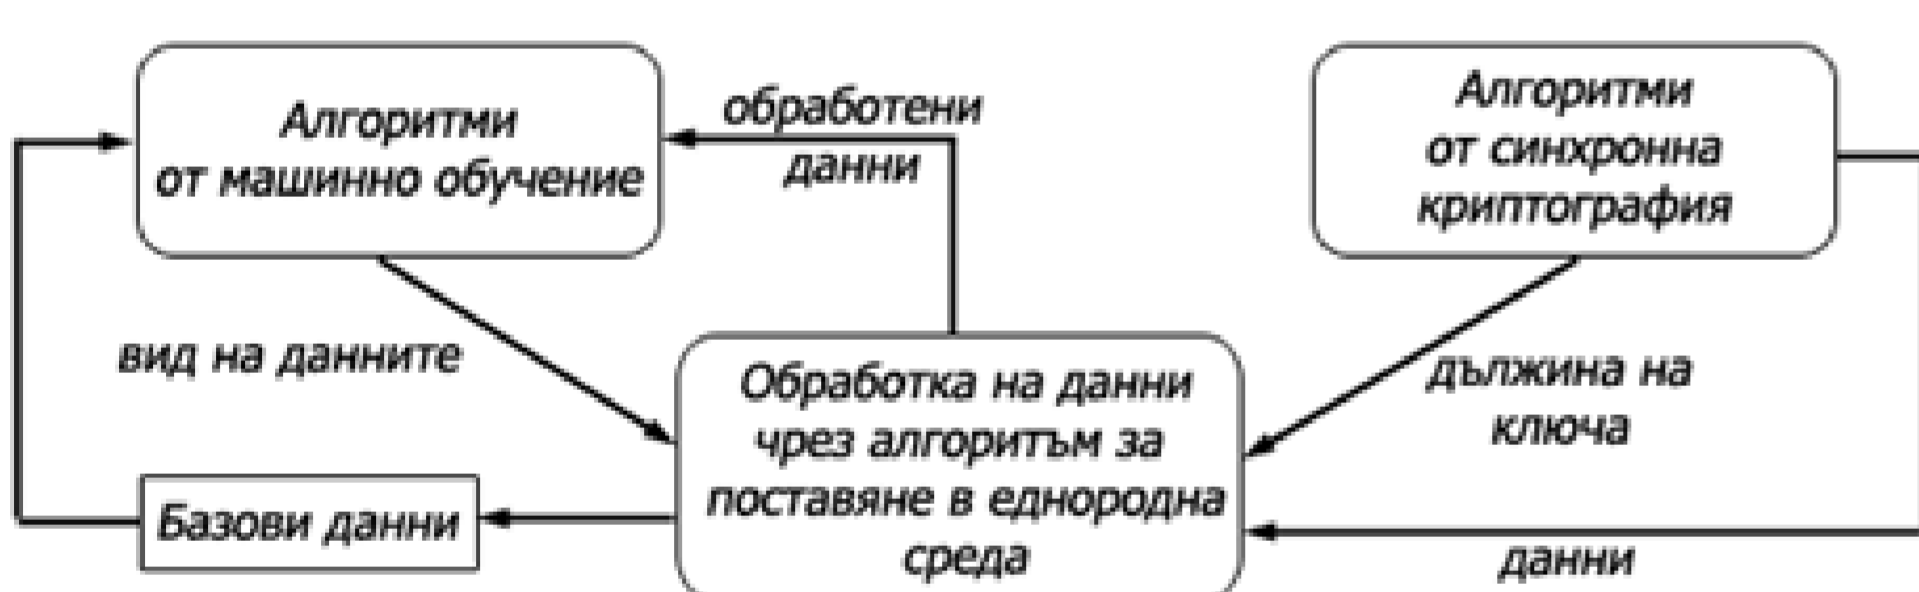 Алгоритми
от машинно обучение
обработени
данни
Алгоритми
от синхронна
криптография
вид на данните
дължина на
ключа
Обработка на данни
чрез алгоритъм за
поставяне в еднородна
среда
Базови данни
данни